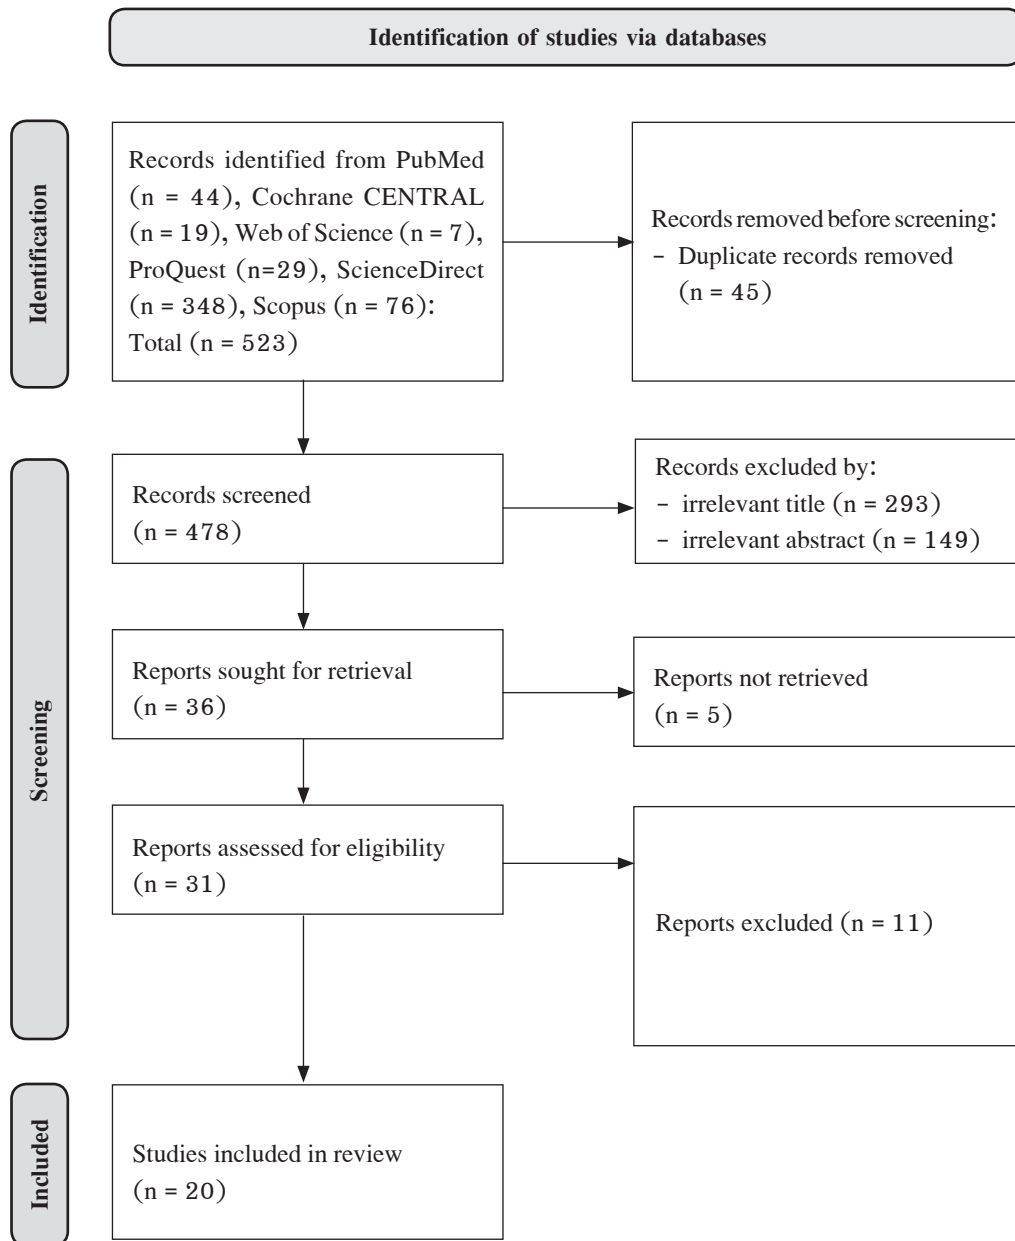 Identification of studies via databases
Identification
Records identified from PubMed
(n = 44), Cochrane CENTRAL
(n = 19), Web of Science (n = 7),
ProQuest (n=29), ScienceDirect
(n = 348), Scopus (n = 76):
Total (n = 523)
Records removed before screening:
– Duplicate records removed
(n = 45)
Screening
Records screened
(n = 478)
Records excluded by:
– irrelevant title (n = 293)
– irrelevant abstract (n = 149)
Reports sought for retrieval
(n = 36)
Reports not retrieved
(n = 5)
Reports assessed for eligibility
(n = 31)
Reports excluded (n = 11)
Included
Studies included in review
(n = 20)